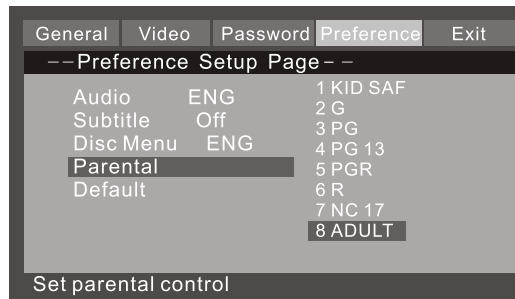 General Video Password Preference Exit
--Preference Setup Page--
Audio ENG
Subtitle Off
Disc Menu ENG
Parental
Default
1 KID SAF
2 G
3 PG
4 PG 13
5 PGR
6 R
7 NC 17
8 ADULT
Set parental control